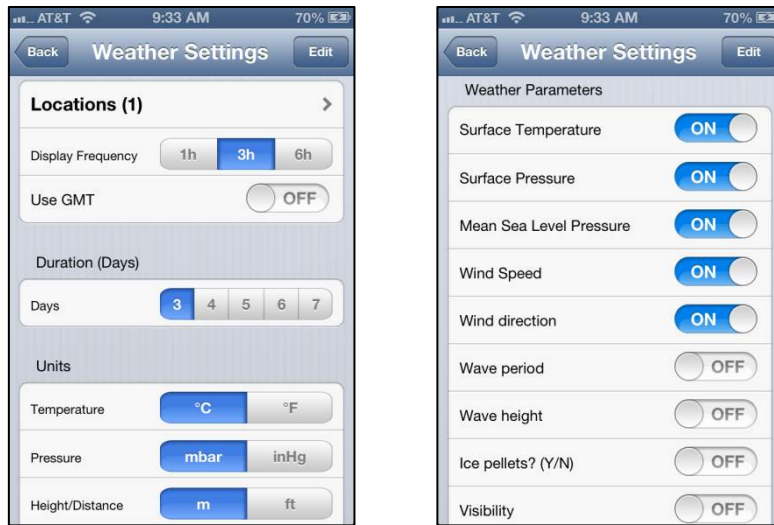 AT&T 9:33 AM 70%
Back Weather Settings Edit
Locations (1)
Display Frequency 1h 3h 6h
Use GMT OFF
Duration (Days)
Days 3 4 5 6 7
Units
Temperature °C °F
Pressure mbar inHg
Height/Distance m ft
AT&T 9:33 AM 70%
Back Weather Settings Edit
Weather Parameters
Surface Temperature ON
Surface Pressure ON
Mean Sea Level Pressure ON
Wind Speed ON
Wind direction ON
Wave period OFF
Wave height OFF
Ice pellets? (Y/N) OFF
Visibility OFF